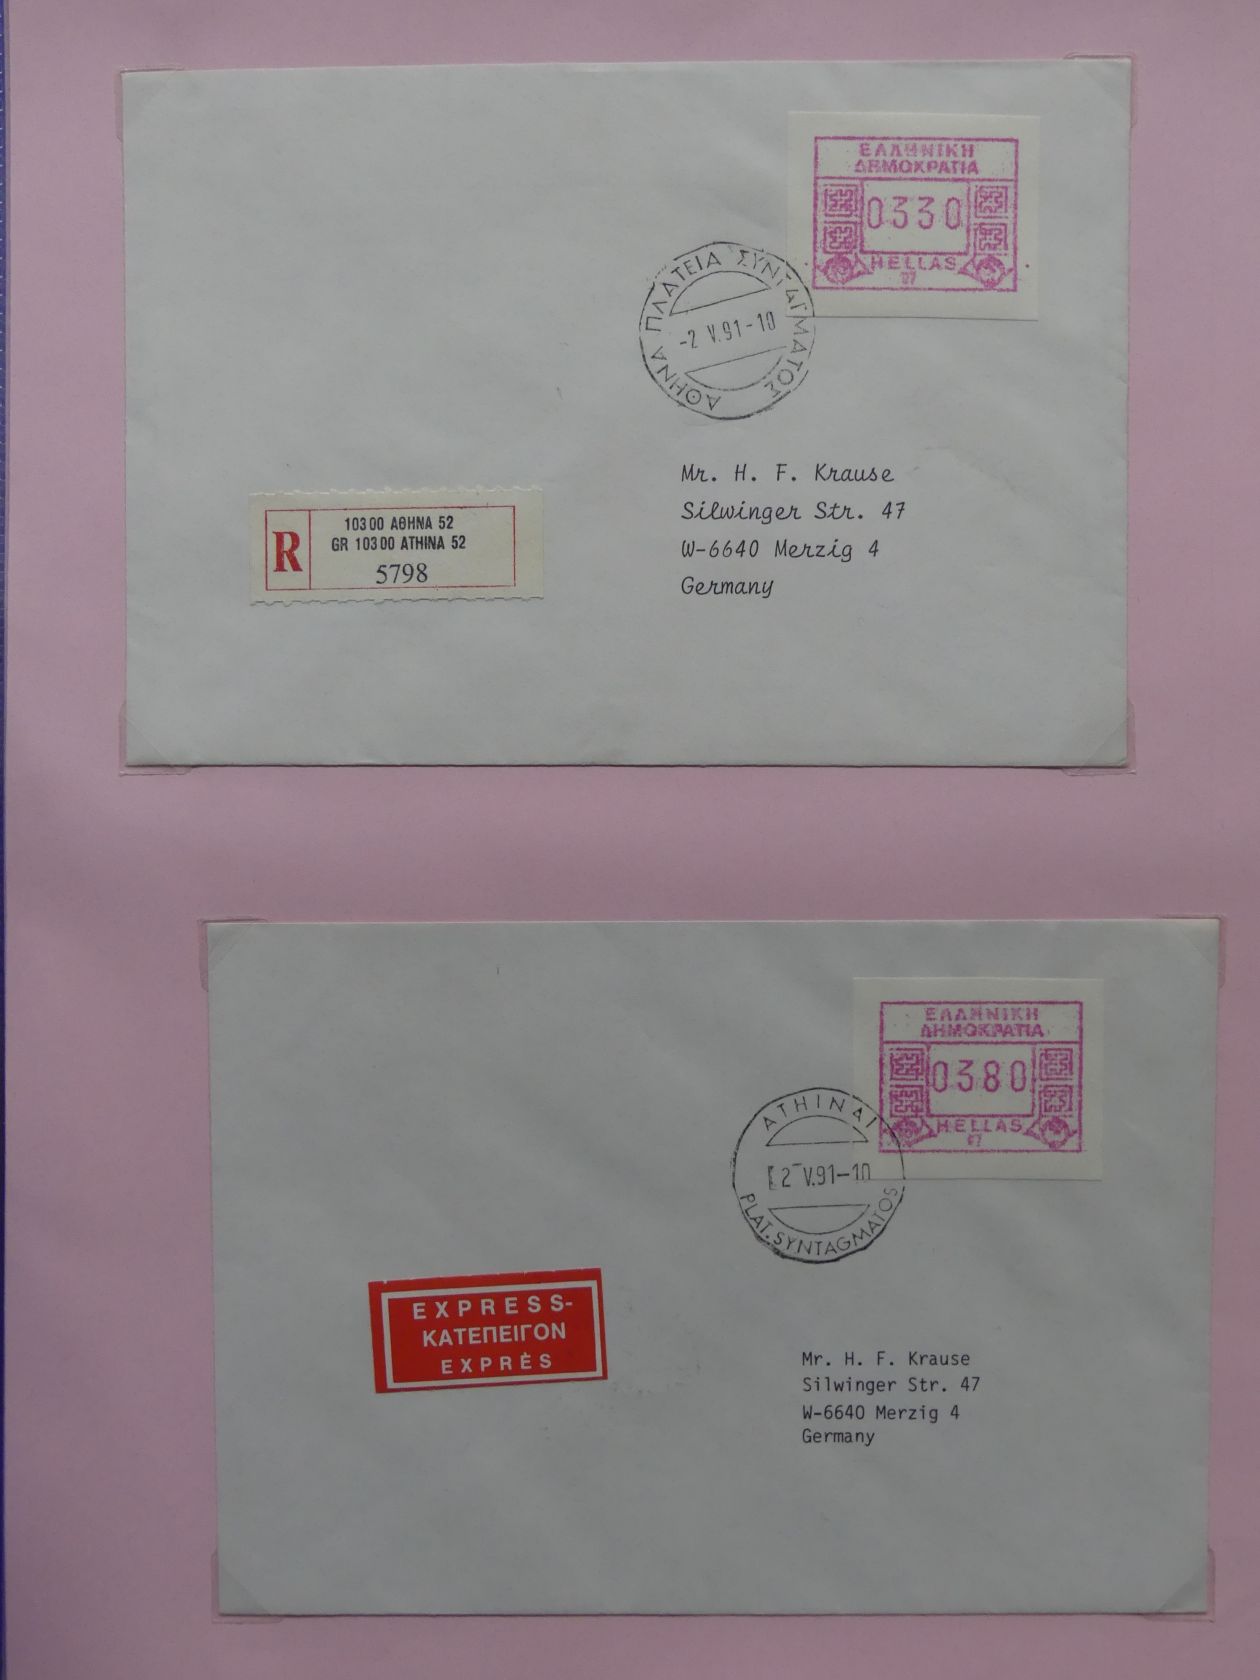 ΕΛΛΗΝΙΚΗ
ΔΗΜΟΚΡΑΤΙΑ
0330
HELLAS
07
ΑΘΗΝΑ ΠΛΑΤΕΙΑ ΣΥΝΤΑΓΜΑΤΟΣ
-2 V.91-10
Mr. H. F. Krause
Silwinger Str. 47
W-6640 Merzig 4
Germany
R
10300 ΑΘΗΝΑ 52
GR 10300 ATHINA 52
5798
ΕΛΛΗΝΙΚΗ
ΔΗΜΟΚΡΑΤΙΑ
0380
HELLAS
07
ATHINAI
2 V.91-10
PLAT. SYNTAGMATOS
EXPRESS-
ΚΑΤΕΠΕΙΓΟΝ
EXPRÈS
Mr. H. F. Krause
Silwinger Str. 47
W-6640 Merzig 4
Germany